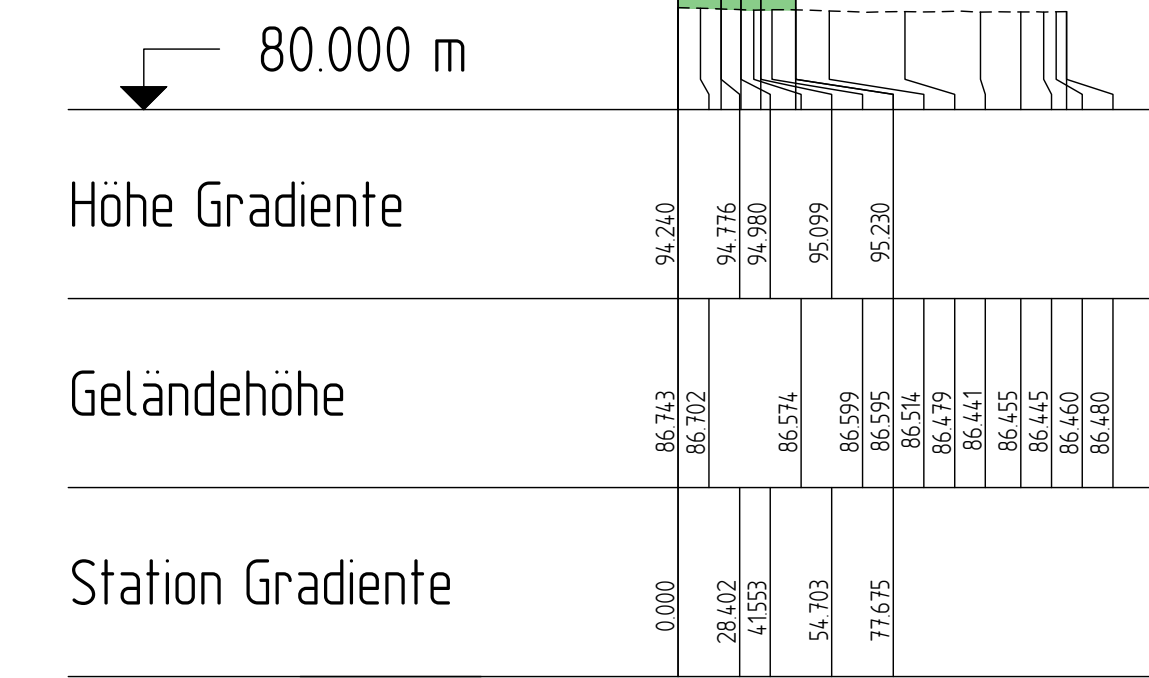 80.000 m
Höhe Gradiente
94.240 94.776 94.980 95.099 95.230
Geländehöhe
86.743 86.702 86.574 86.599 86.595 86.514 86.479 86.441 86.455 86.445 86.460 86.480
Station Gradiente
0.000 28.402 41.553 54.703 77.675